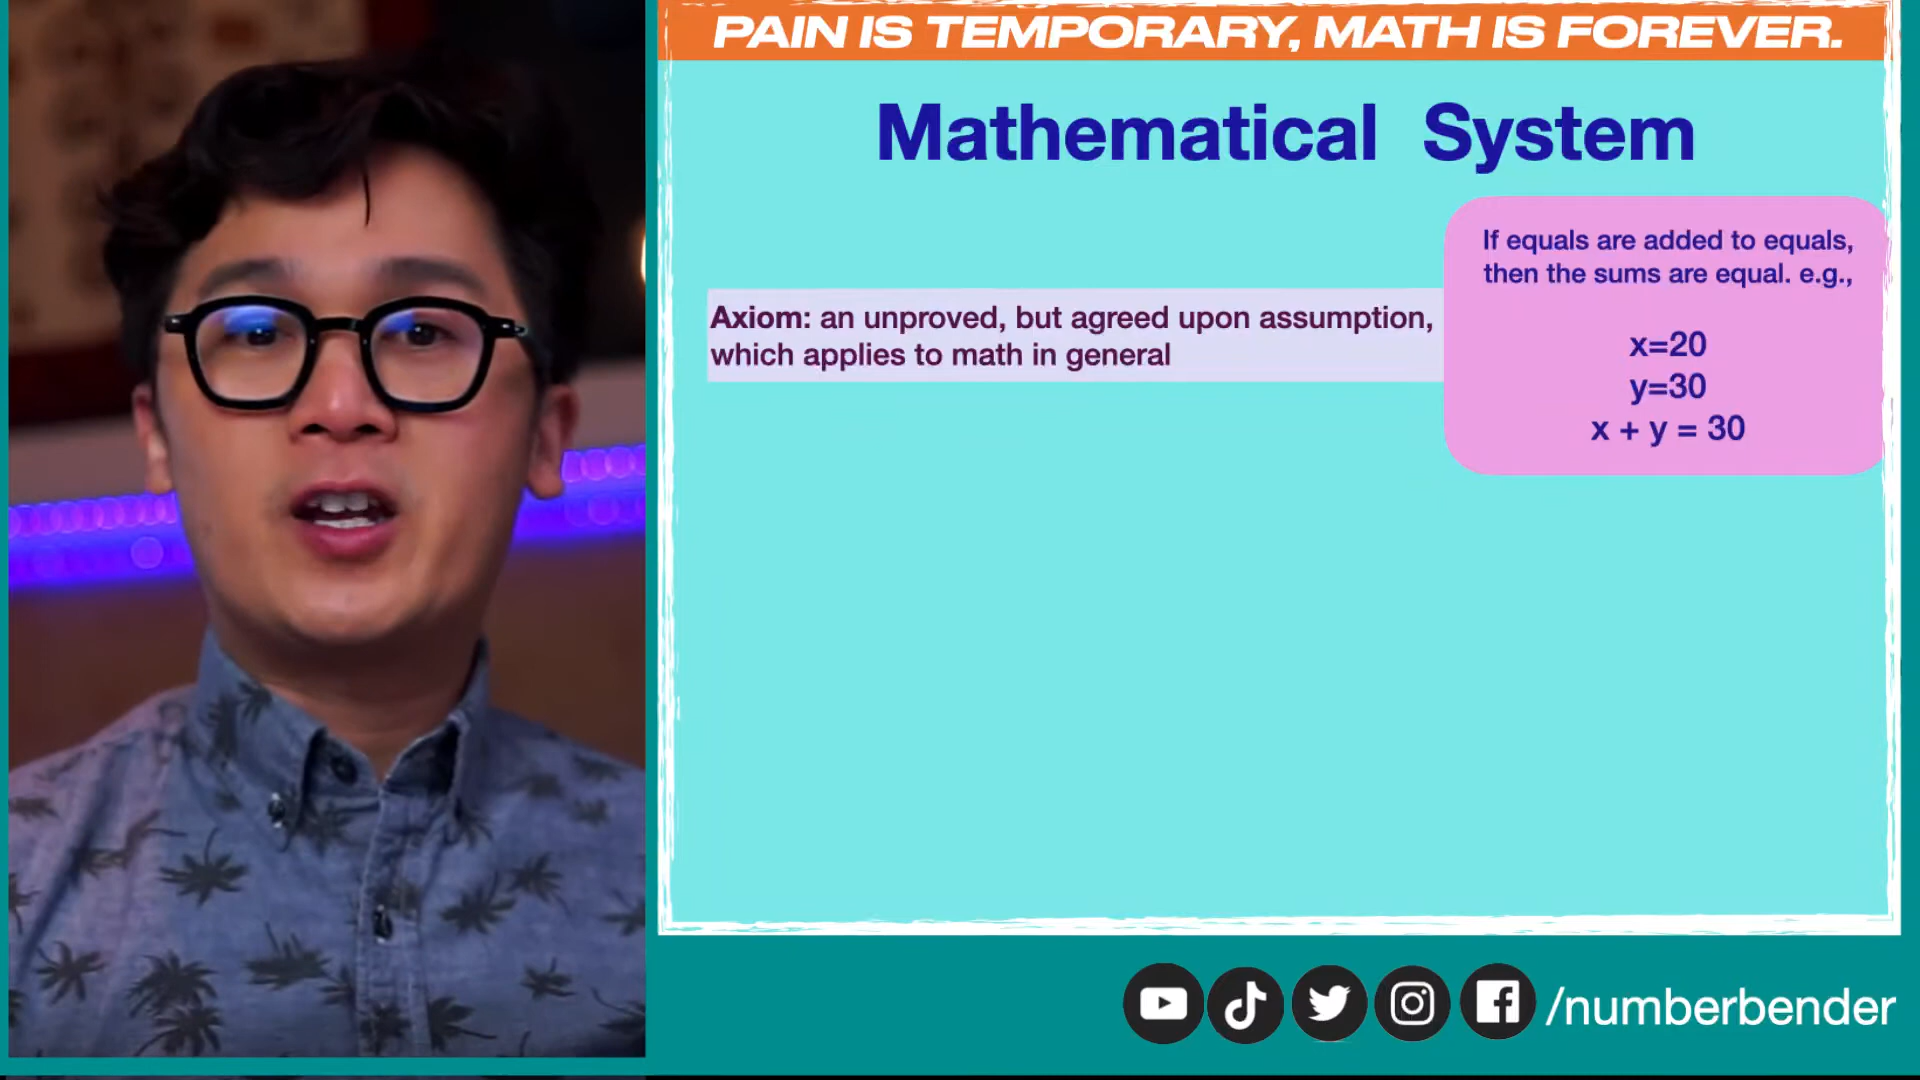 PAIN IS TEMPORARY, MATH IS FOREVER.
Mathematical System
If equals are added to equals,
then the sums are equal. e.g.,
Axiom: an unproved, but agreed upon assumption,
which applies to math in general
x=20
y=30
x + y = 30
/numberbender